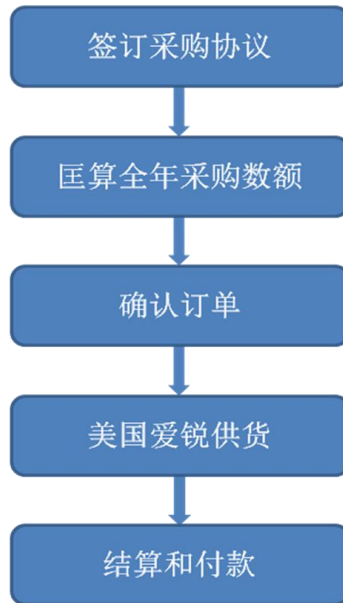 签订采购协议
匡算全年采购数额
确认订单
美国爱锐供货
结算和付款